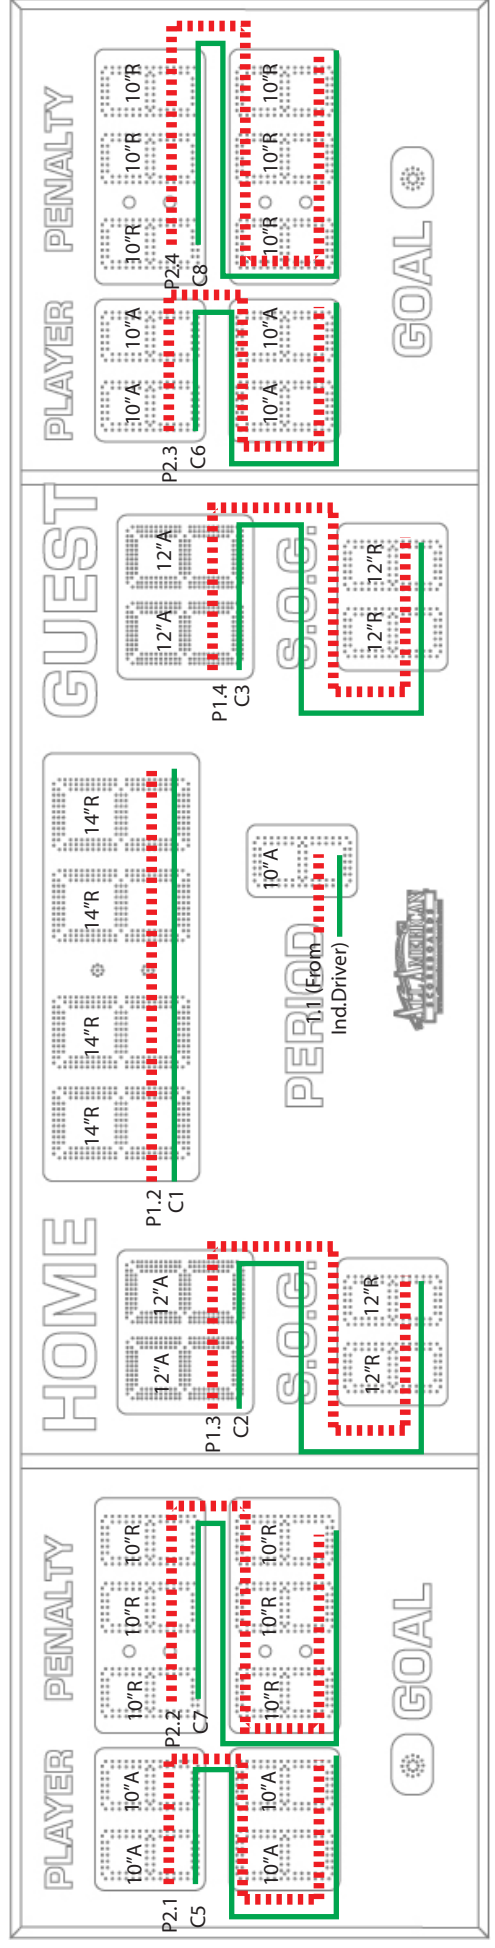 PLAYER PENALTY
10"A 10"A 10"R 10"R 10"R
P2.1 P2.2
C5 C7
10"A 10"A 10"R 10"R 10"R
GOAL
HOME
12"A 12"A
P1.3
C2
S.O.G.
12"R 12"R
14"R 14"R 14"R 14"R
P1.2
C1
PERIOD
10"A
1.1 (From
Ind.Driver)
ALL AMERICAN
SCOREBOARDS
GUEST
12"A 12"A
P1.4
C3
S.O.G.
12"R 12"R
PLAYER PENALTY
10"A 10"A 10"R 10"R 10"R
P2.3 P2.4
C6 C8
10"A 10"A 10"R 10"R 10"R
GOAL